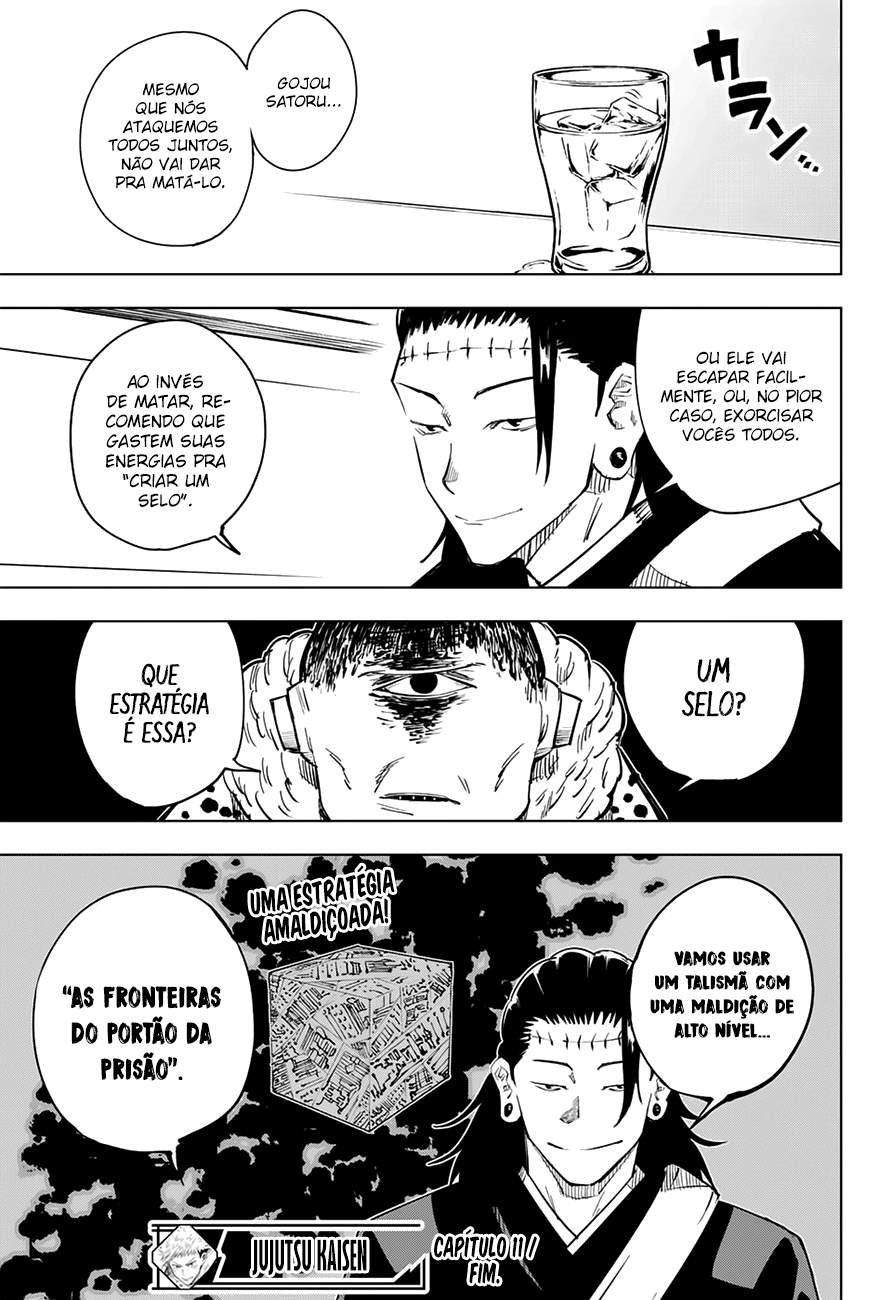 カラン…
GOJOU
SATORU...
MESMO
QUE NÓS
ATAQUEMOS
TODOS JUNTOS,
NÃO VAI DAR
PRA MATÁ-LO.
OU ELE VAI
ESCAPAR FACIL-
MENTE, OU, NO PIOR
CASO, EXORCISAR
VOCÊS TODOS.
AO INVÉS
DE MATAR, RE-
COMENDO QUE
GASTEM SUAS
ENERGIAS PRA
"CRIAR UM
SELO".
UM
SELO?
QUE
ESTRATÉGIA
É ESSA?
VAMOS USAR
UM TALISMÃ COM
UMA MALDIÇÃO DE
ALTO NÍVEL...
UMA ESTRATÉGIA
AMALDIÇOADA!
"AS FRONTEIRAS
DO PORTÃO DA
PRISÃO".
JUJUTSU KAISEN
CAPÍTULO 11 /
FIM.